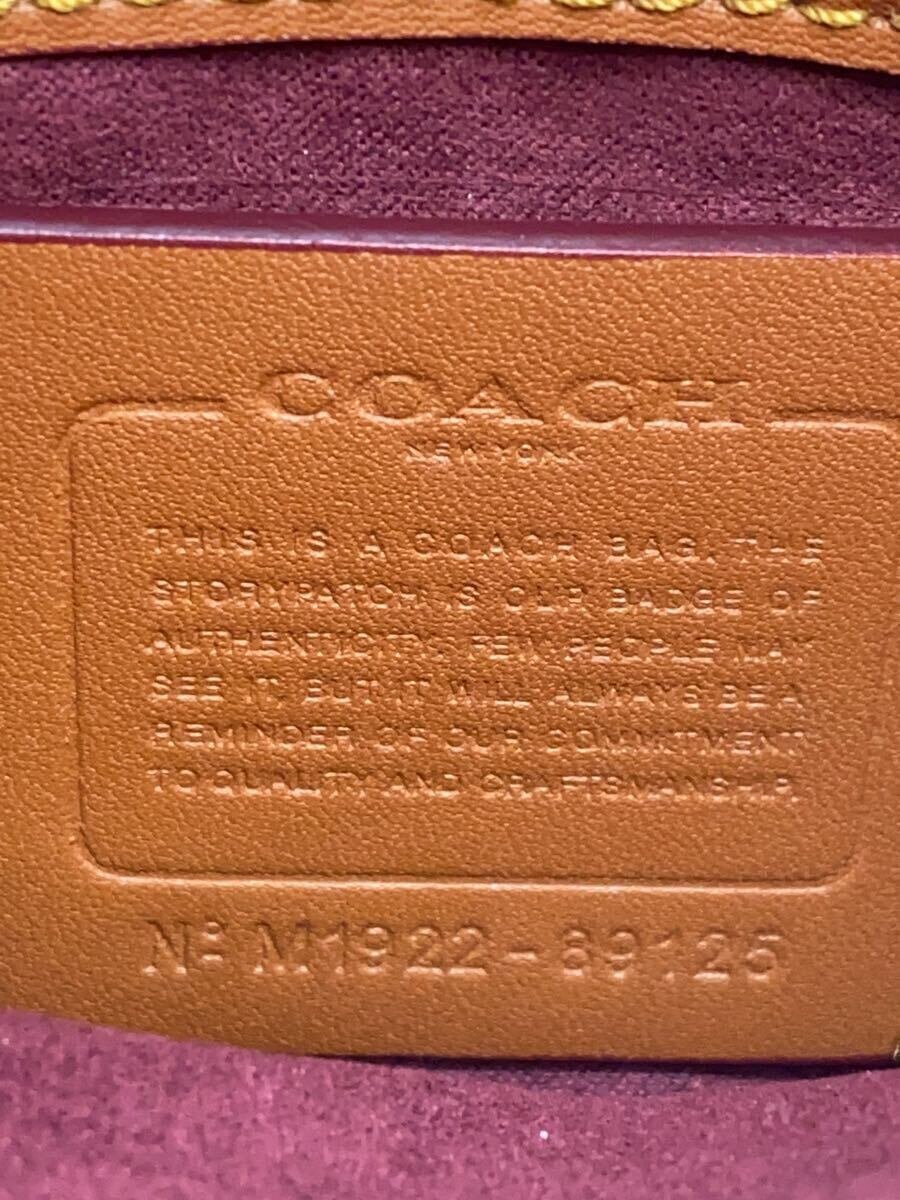 COACH
NEW YORK
THIS IS A COACH BAG. THE
STORYPATCH IS OUR BADGE OF
AUTHENTICITY. FEW PEOPLE MAY
SEE IT, BUT IT WILL ALWAYS BE A
REMINDER OF OUR COMMITMENT
TO QUALITY AND CRAFTSMANSHIP.
Nº M1922-89125